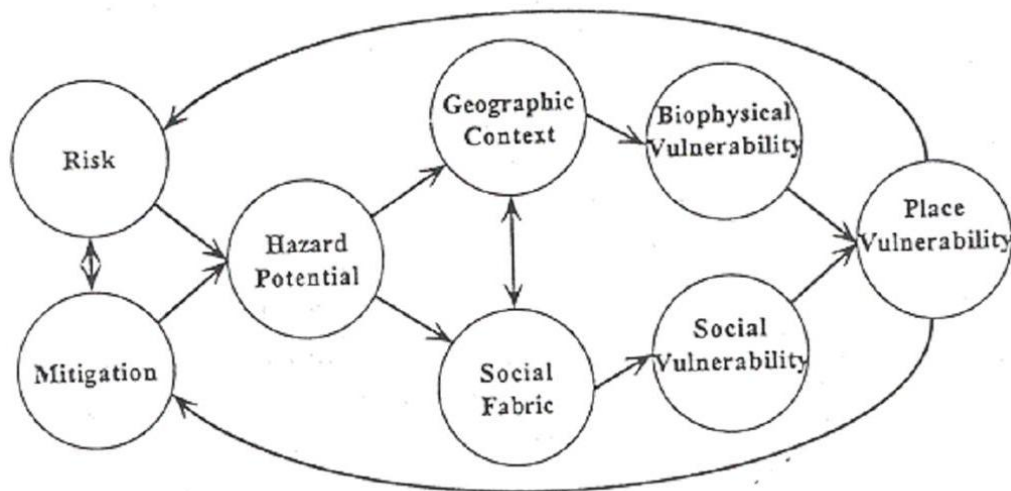 Risk
Mitigation
Hazard
Potential
Geographic
Context
Social
Fabric
Biophysical
Vulnerability
Social
Vulnerability
Place
Vulnerability